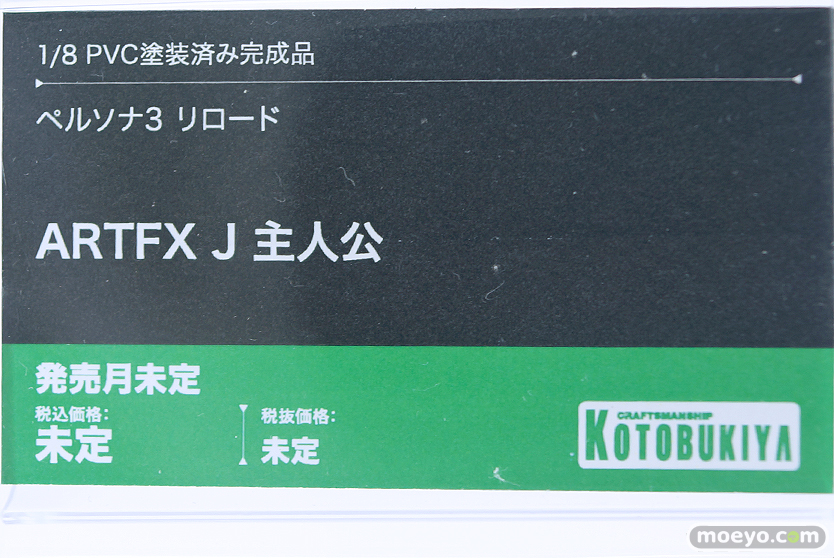 1/8 PVC塗装済み完成品
ペルソナ3 リロード
ARTFX J 主人公
発売月未定
税込価格:
未定
税抜価格:
未定
CRAFTSMANSHIP
KOTOBUKIYA
moeyo.com